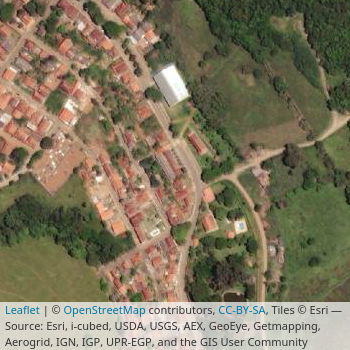 Leaflet | © OpenStreetMap contributors, CC-BY-SA, Tiles © Esri —
Source: Esri, i-cubed, USDA, USGS, AEX, GeoEye, Getmapping,
Aerogrid, IGN, IGP, UPR-EGP, and the GIS User Community